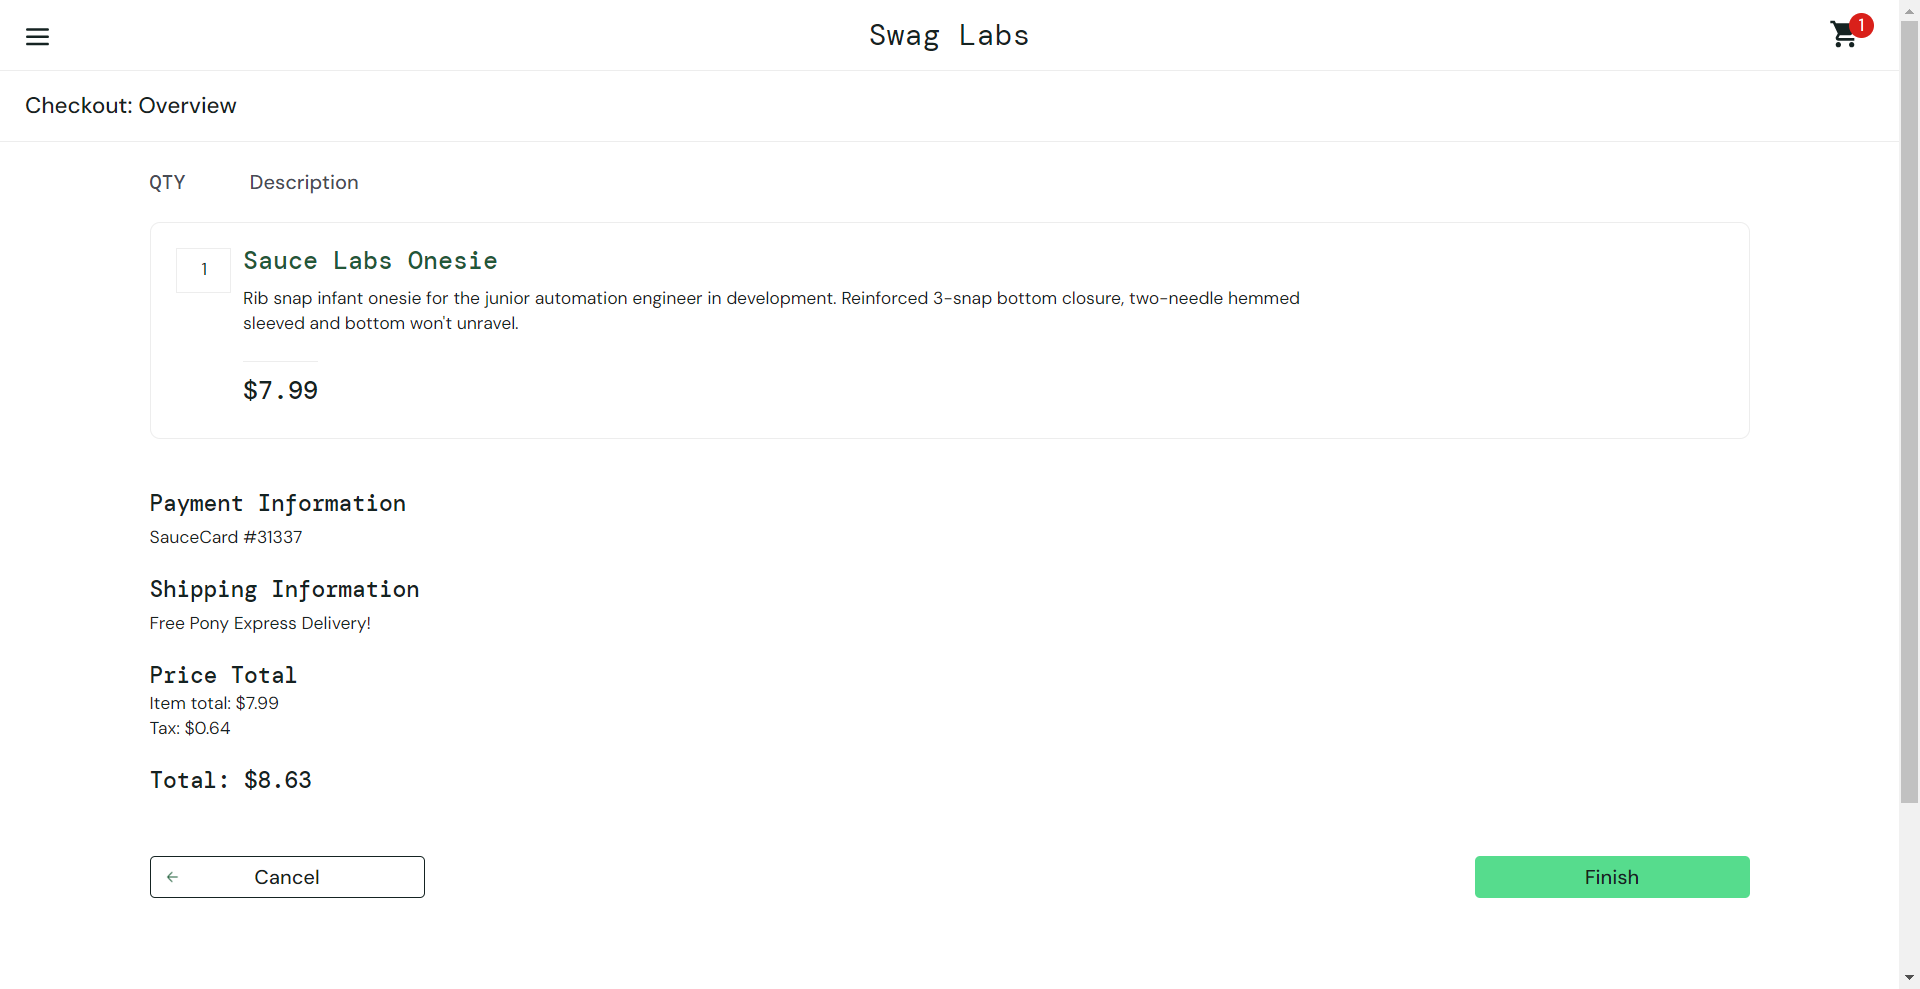 Swag Labs
1
Checkout: Overview
QTY Description
1
Sauce Labs Onesie
Rib snap infant onesie for the junior automation engineer in development. Reinforced 3-snap bottom closure, two-needle hemmed
sleeved and bottom won't unravel.
$7.99
Payment Information
SauceCard #31337
Shipping Information
Free Pony Express Delivery!
Price Total
Item total: $7.99
Tax: $0.64
Total: $8.63
Cancel
Finish